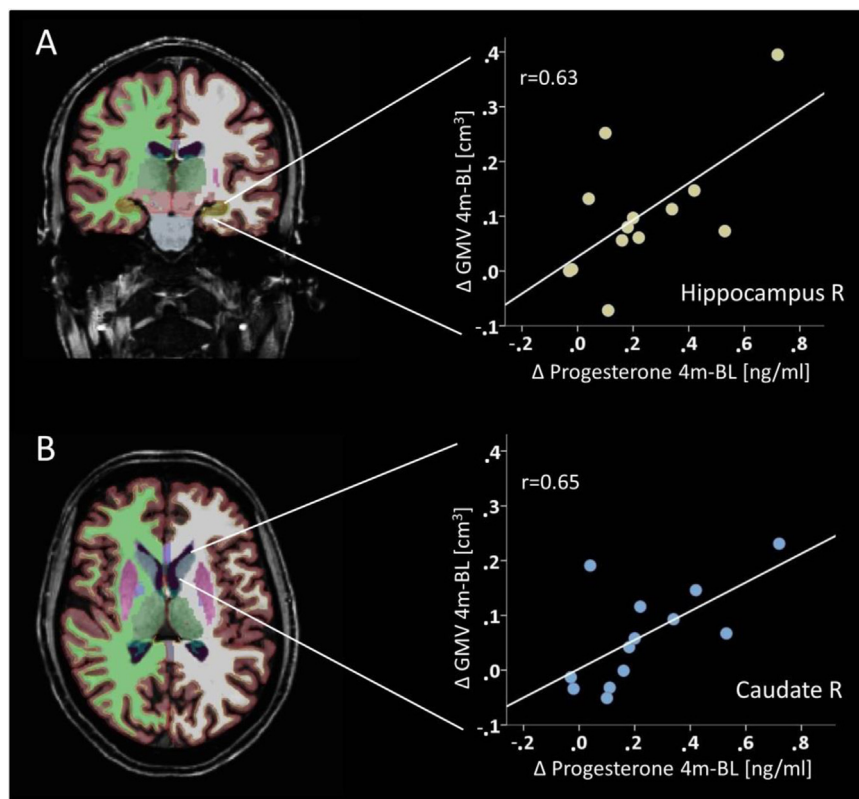 A
r=0.63
Δ GMV 4m-BL [cm³]
.4
.3
.2
.1
.0
-.1
Hippocampus R
-.2 .0 .2 .4 .6 .8
Δ Progesterone 4m-BL [ng/ml]
B
r=0.65
Δ GMV 4m-BL [cm³]
.4
.3
.2
.1
.0
-.1
Caudate R
-.2 .0 .2 .4 .6 .8
Δ Progesterone 4m-BL [ng/ml]